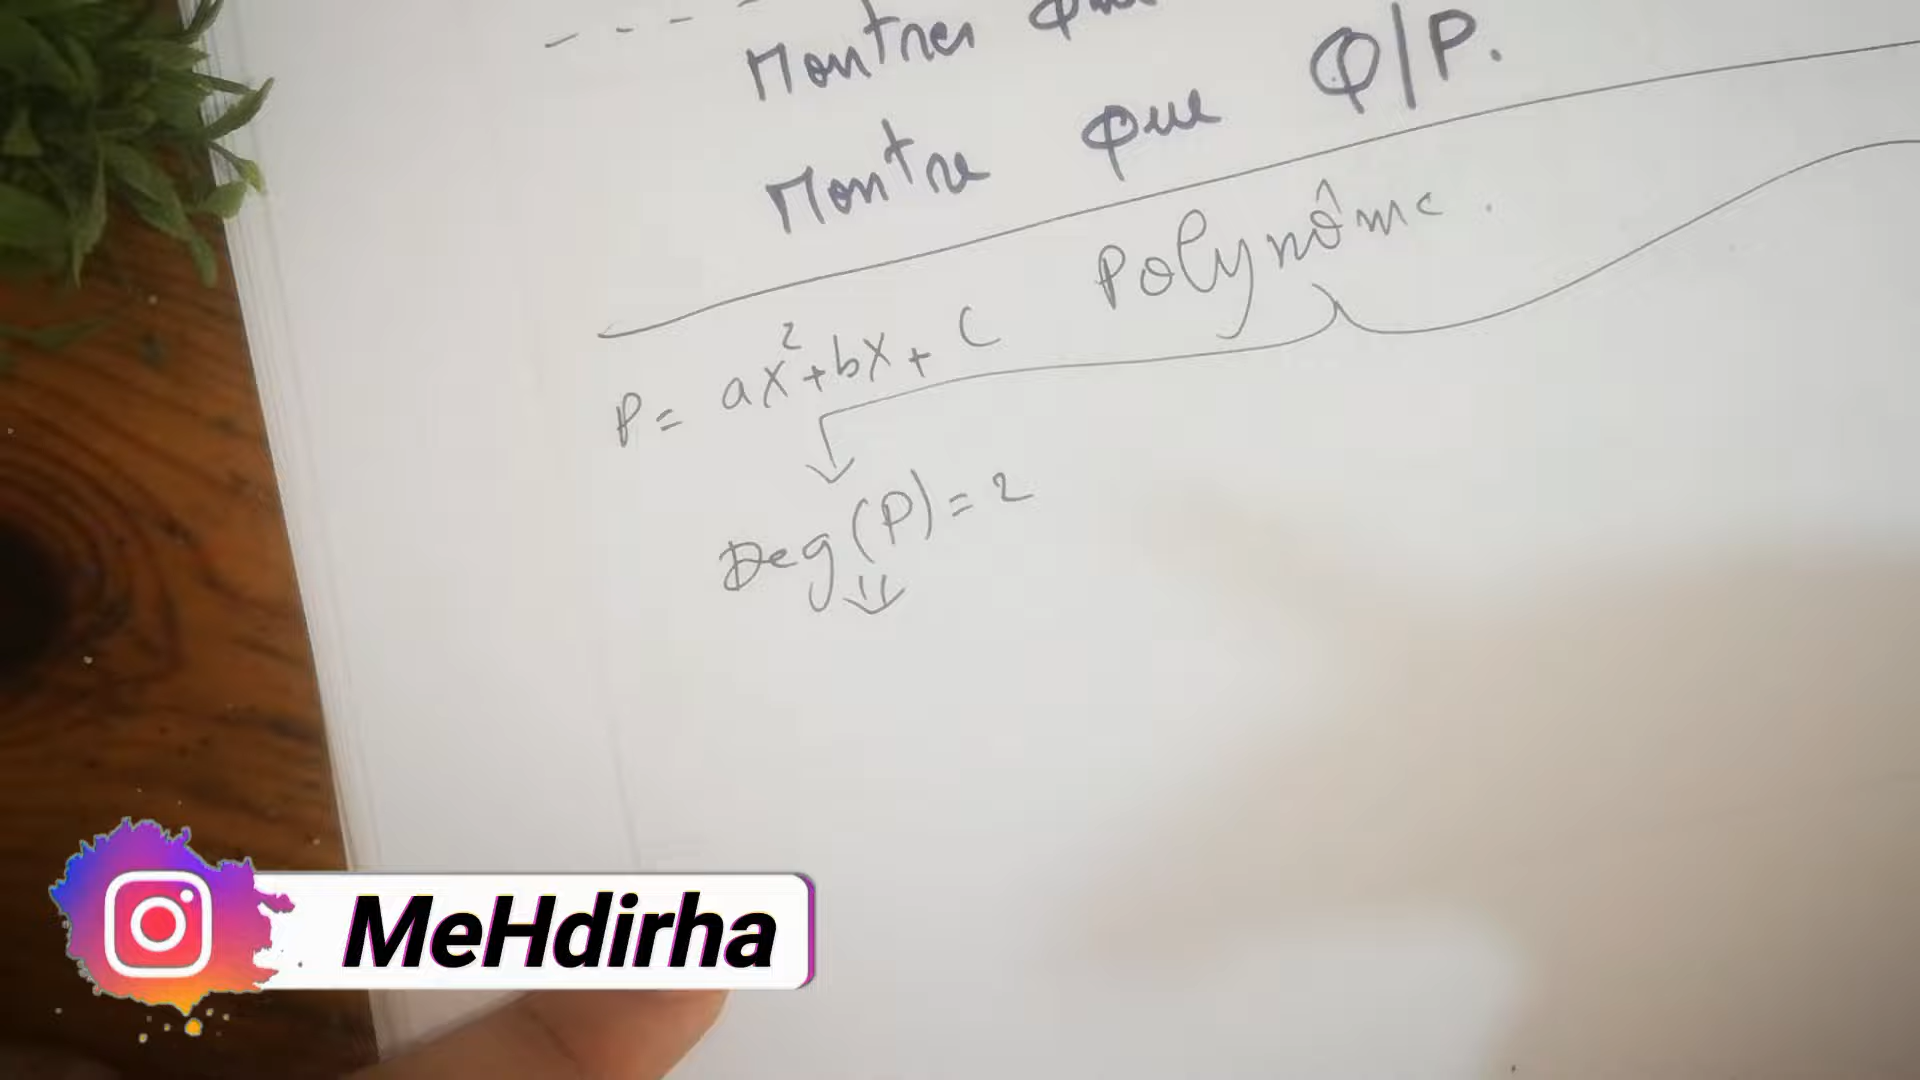 Montrer que
Montre que Q/P.
Polynôme.
P = aX²+bX+ C
Deg(P)=2
MeHdirha